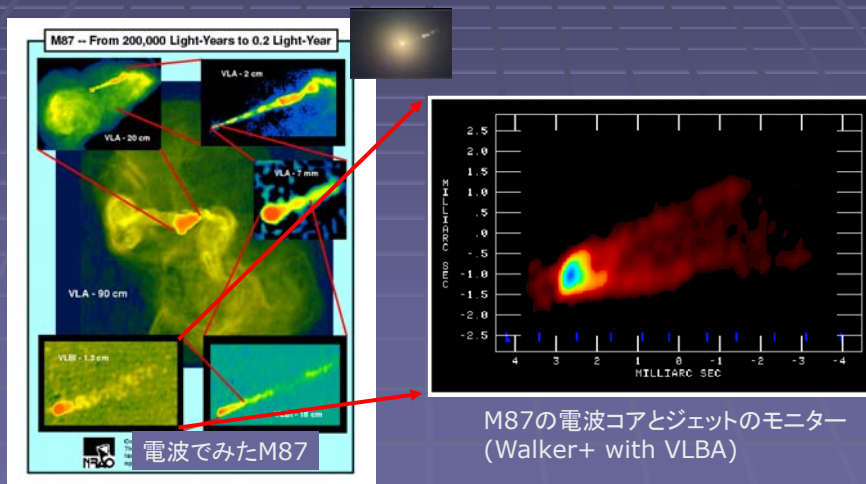 M87 -- From 200,000 Light-Years to 0.2 Light-Year
VLA - 20 cm
VLA - 2 cm
VLA - 7 mm
VLA - 90 cm
VLBI - 1.3 cm
VLBI - 18 cm
NRAO
電波でみたM87
2.5
2.0
1.5
1.0
.5
.0
-.5
-1.0
-1.5
-2.0
-2.5
MILLIARC SEC
4 3 2 1 0 -1 -2 -3 -4
MILLIARC SEC
M87の電波コアとジェットのモニター
(Walker+ with VLBA)